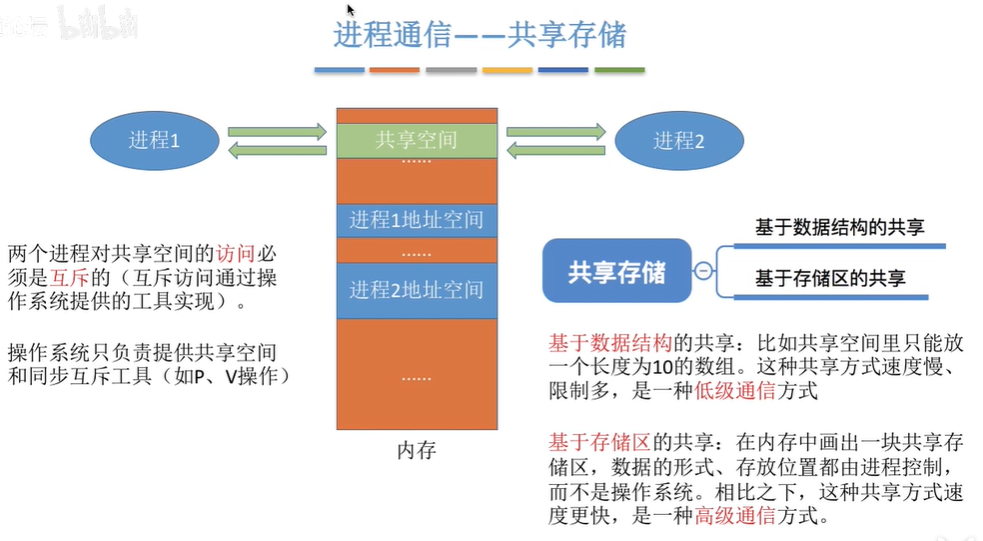 bilibili
进程通信——共享存储
进程1
共享空间
进程2
······
进程1地址空间
······
进程2地址空间
······
内存
两个进程对共享空间的访问必
须是互斥的（互斥访问通过操
作系统提供的工具实现）。
操作系统只负责提供共享空间
和同步互斥工具（如P、V操作）
共享存储
基于数据结构的共享
基于存储区的共享
基于数据结构的共享：比如共享空间里只能放
一个长度为10的数组。这种共享方式速度慢、
限制多，是一种低级通信方式
基于存储区的共享：在内存中画出一块共享存
储区，数据的形式、存放位置都由进程控制，
而不是操作系统。相比之下，这种共享方式速
度更快，是一种高级通信方式。